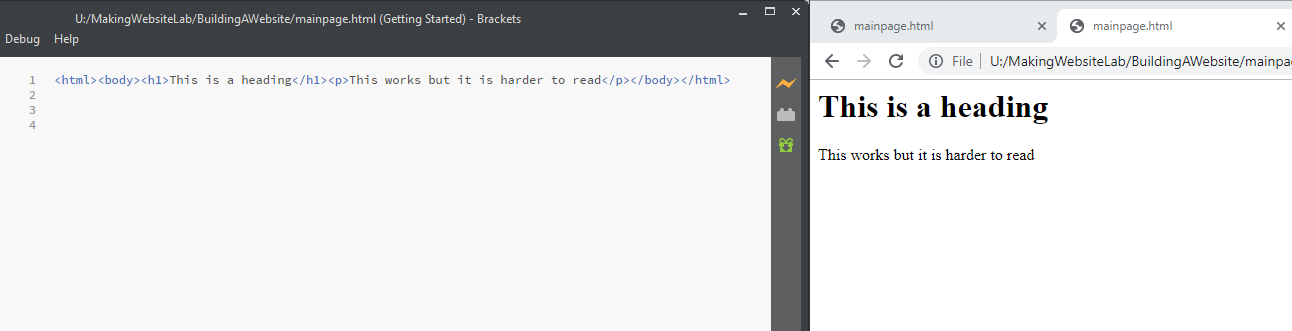 U:/MakingWebsiteLab/BuildingAWebsite/mainpage.html (Getting Started) - Brackets
Debug Help
1 <html><body><h1>This is a heading</h1><p>This works but it is harder to read</p></body></html>
2
3
4
mainpage.html mainpage.html
File U:/MakingWebsiteLab/BuildingAWebsite/mainpa
This is a heading
This works but it is harder to read